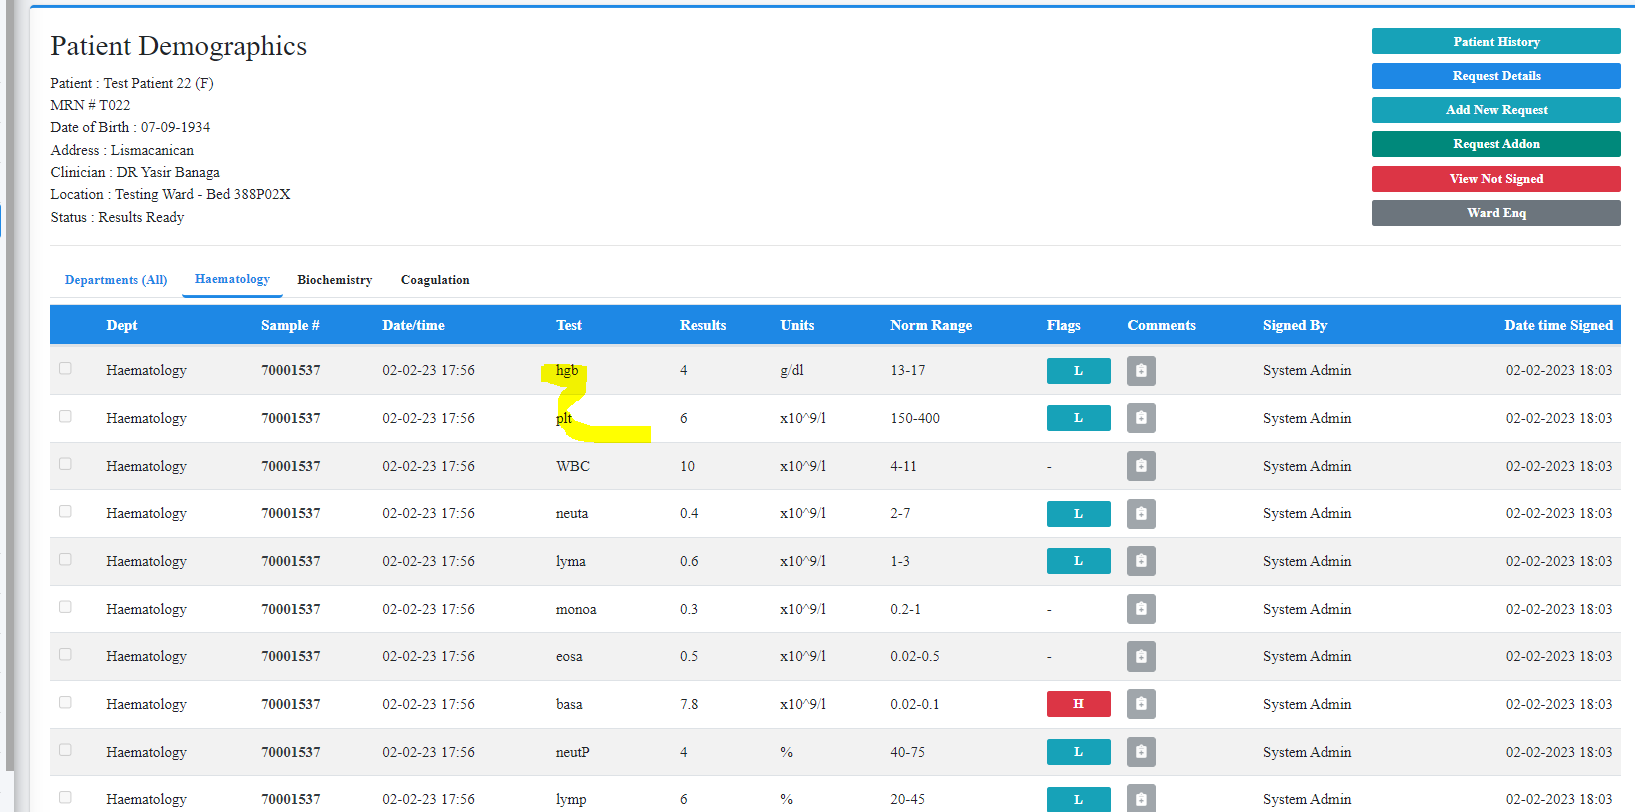 Patient Demographics
Patient : Test Patient 22 (F)
MRN # T022
Date of Birth : 07-09-1934
Address : Lismacanican
Clinician : DR Yasir Banaga
Location : Testing Ward - Bed 388P02X
Status : Results Ready
Patient History
Request Details
Add New Request
Request Addon
View Not Signed
Ward Enq
Departments (All) Haematology Biochemistry Coagulation
Dept Sample # Date/time Test Results Units Norm Range Flags Comments Signed By Date time Signed
Haematology 70001537 02-02-23 17:56 hgb 4 g/dl 13-17 L System Admin 02-02-2023 18:03
Haematology 70001537 02-02-23 17:56 plt 6 x10^9/l 150-400 L System Admin 02-02-2023 18:03
Haematology 70001537 02-02-23 17:56 WBC 10 x10^9/l 4-11 - System Admin 02-02-2023 18:03
Haematology 70001537 02-02-23 17:56 neuta 0.4 x10^9/l 2-7 L System Admin 02-02-2023 18:03
Haematology 70001537 02-02-23 17:56 lyma 0.6 x10^9/l 1-3 L System Admin 02-02-2023 18:03
Haematology 70001537 02-02-23 17:56 monoa 0.3 x10^9/l 0.2-1 - System Admin 02-02-2023 18:03
Haematology 70001537 02-02-23 17:56 eosa 0.5 x10^9/l 0.02-0.5 - System Admin 02-02-2023 18:03
Haematology 70001537 02-02-23 17:56 basa 7.8 x10^9/l 0.02-0.1 H System Admin 02-02-2023 18:03
Haematology 70001537 02-02-23 17:56 neutP 4 % 40-75 L System Admin 02-02-2023 18:03
Haematology 70001537 02-02-23 17:56 lymp 6 % 20-45 L System Admin 02-02-2023 18:03